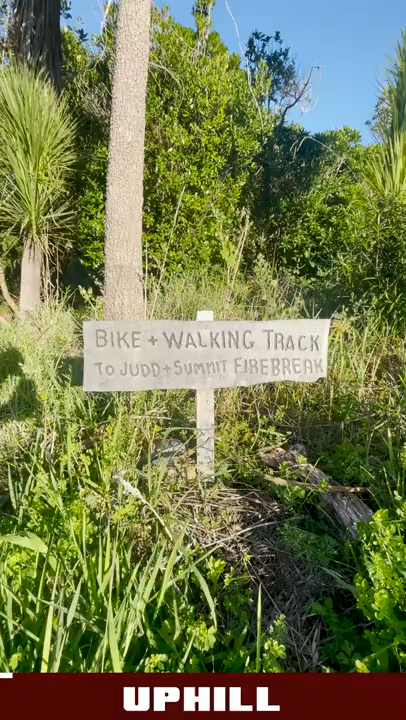 BIKE + WALKING TRACK
TO JUDD + SUMMIT FIREBREAK
UPHILL